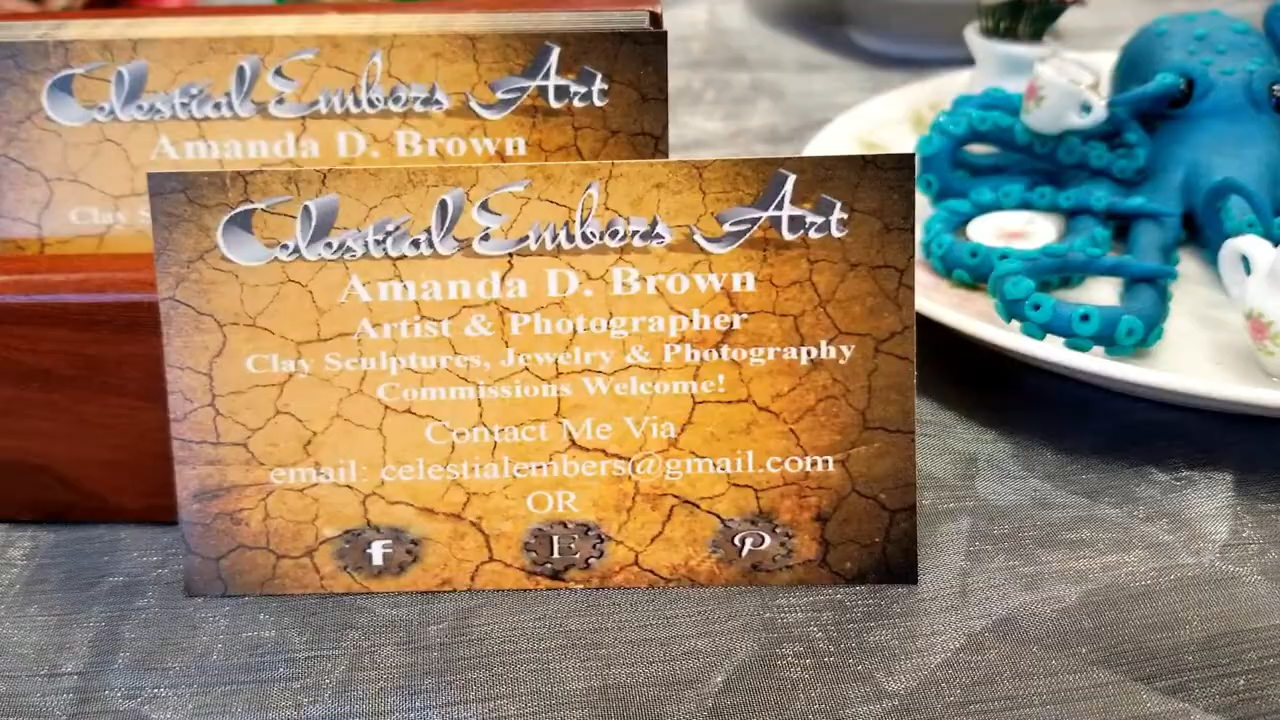 Celestial Embers Art
Amanda D. Brown
Clay S
Celestial Embers Art
Amanda D. Brown
Artist & Photographer
Clay Sculptures, Jewelry & Photography
Commissions Welcome!
Contact Me Via
email: celestialembers@gmail.com
OR
f E P